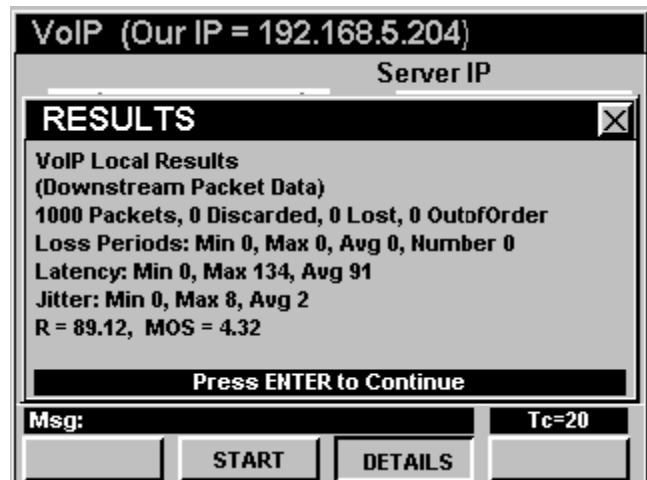 VoIP (Our IP = 192.168.5.204)
Server IP
RESULTS
VoIP Local Results
(Downstream Packet Data)
1000 Packets, 0 Discarded, 0 Lost, 0 OutofOrder
Loss Periods: Min 0, Max 0, Avg 0, Number 0
Latency: Min 0, Max 134, Avg 91
Jitter: Min 0, Max 8, Avg 2
R = 89.12, MOS = 4.32
Press ENTER to Continue
Msg: Tc=20
START DETAILS